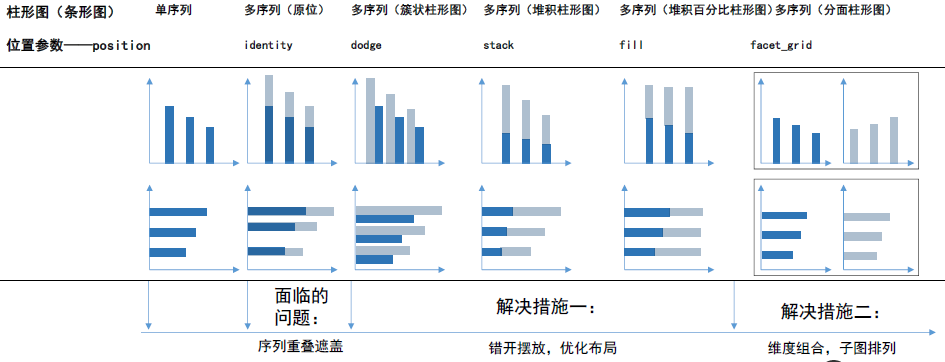 柱形图（条形图） 单序列 多序列（原位） 多序列（簇状柱形图） 多序列（堆积柱形图） 多序列（堆积百分比柱形图） 多序列（分面柱形图）
位置参数——position identity dodge stack fill facet_grid
面临的
问题：
解决措施一：
解决措施二：
序列重叠遮盖
错开摆放，优化布局
维度组合，子图排列